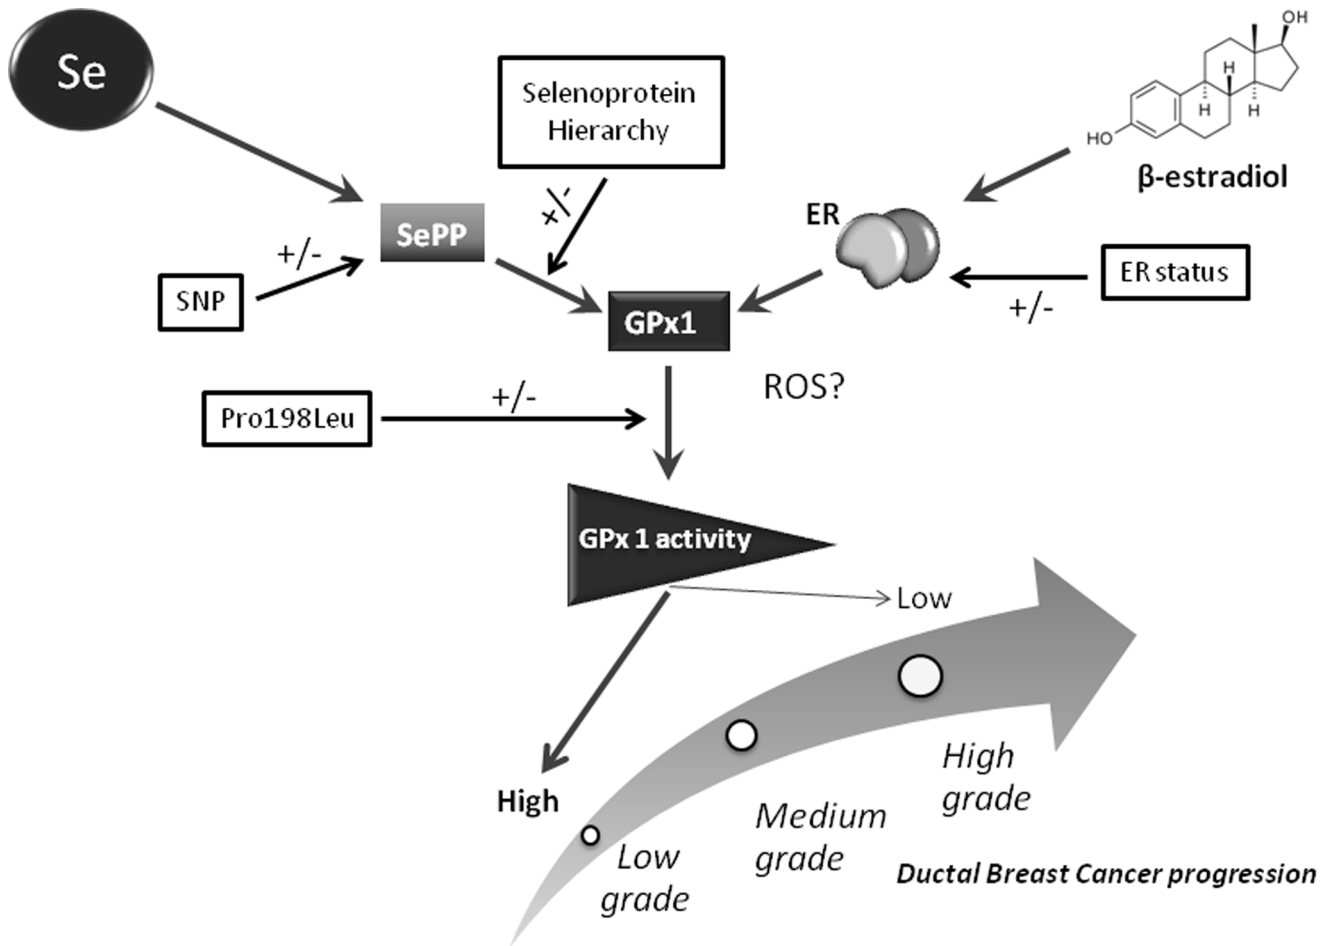 Se
Selenoprotein
Hierarchy
OH
H
H
H
HO
β-estradiol
+/-
ER
SePP
+/-
SNP
ER status
+/-
GPx1
ROS?
+/-
Pro198Leu
GPx 1 activity
Low
High
High
grade
Medium
grade
Low
grade
Ductal Breast Cancer progression